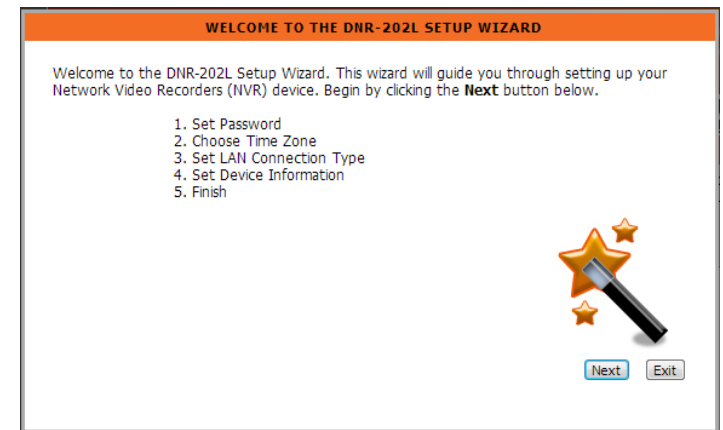 WELCOME TO THE DNR-202L SETUP WIZARD
Welcome to the DNR-202L Setup Wizard. This wizard will guide you through setting up your
Network Video Recorders (NVR) device. Begin by clicking the Next button below.
1. Set Password
2. Choose Time Zone
3. Set LAN Connection Type
4. Set Device Information
5. Finish
Next Exit